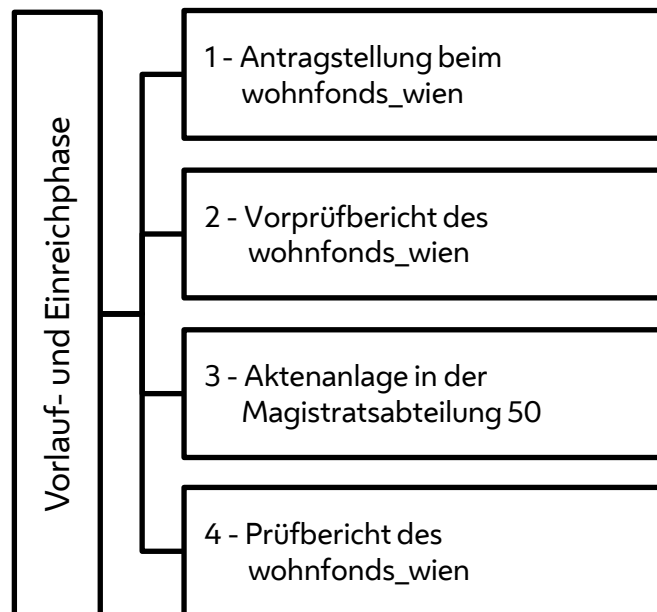 Vorlauf- und Einreichphase
1 - Antragstellung beim
wohnfonds_wien
2 - Vorprüfbericht des
wohnfonds_wien
3 - Aktenanlage in der
Magistratsabteilung 50
4 - Prüfbericht des
wohnfonds_wien